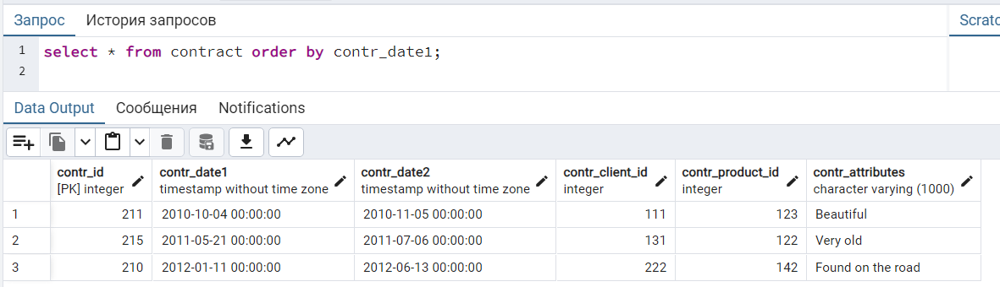 Запрос История запросов Scratc
1 select * from contract order by contr_date1;
2
Data Output Сообщения Notifications
contr_id contr_date1 contr_date2 contr_client_id contr_product_id contr_attributes
[PK] integer timestamp without time zone timestamp without time zone integer integer character varying (1000)
1 211 2010-10-04 00:00:00 2010-11-05 00:00:00 111 123 Beautiful
2 215 2011-05-21 00:00:00 2011-07-06 00:00:00 131 122 Very old
3 210 2012-01-11 00:00:00 2012-06-13 00:00:00 222 142 Found on the road